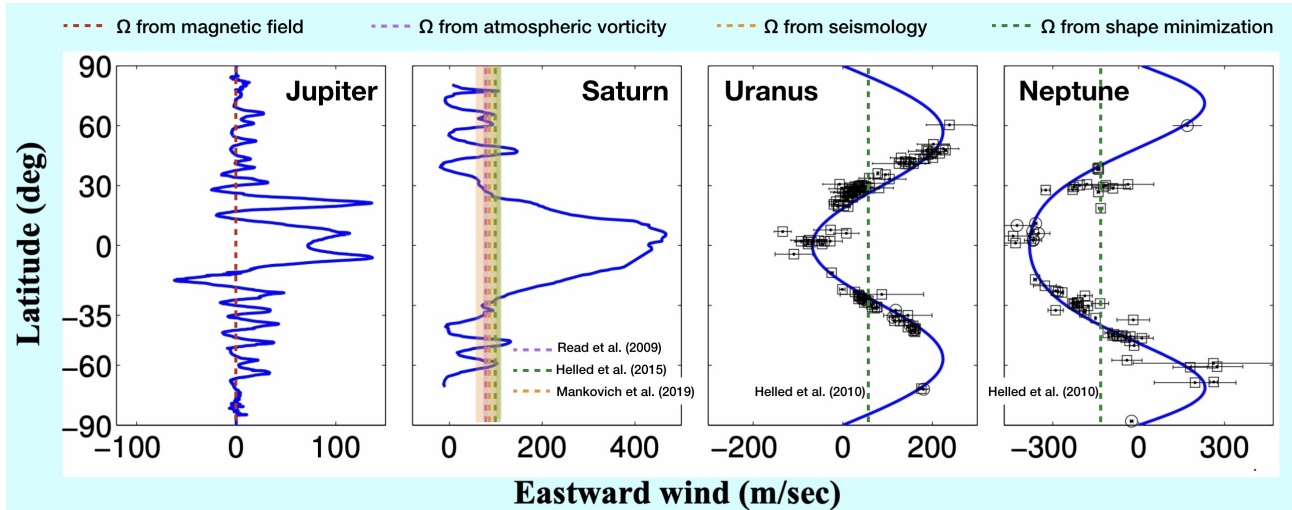 Ω from magnetic field Ω from atmospheric vorticity Ω from seismology Ω from shape minimization
Jupiter Saturn Uranus Neptune
90
60
30
0
−35
−60
−90
Latitude (deg)
Read et al. (2009)
Helled et al. (2015)
Mankovich et al. (2019)
Helled et al. (2010)
Helled et al. (2010)
−100 0 100 0 200 400 −200 0 200 −300 0 300
Eastward wind (m/sec)